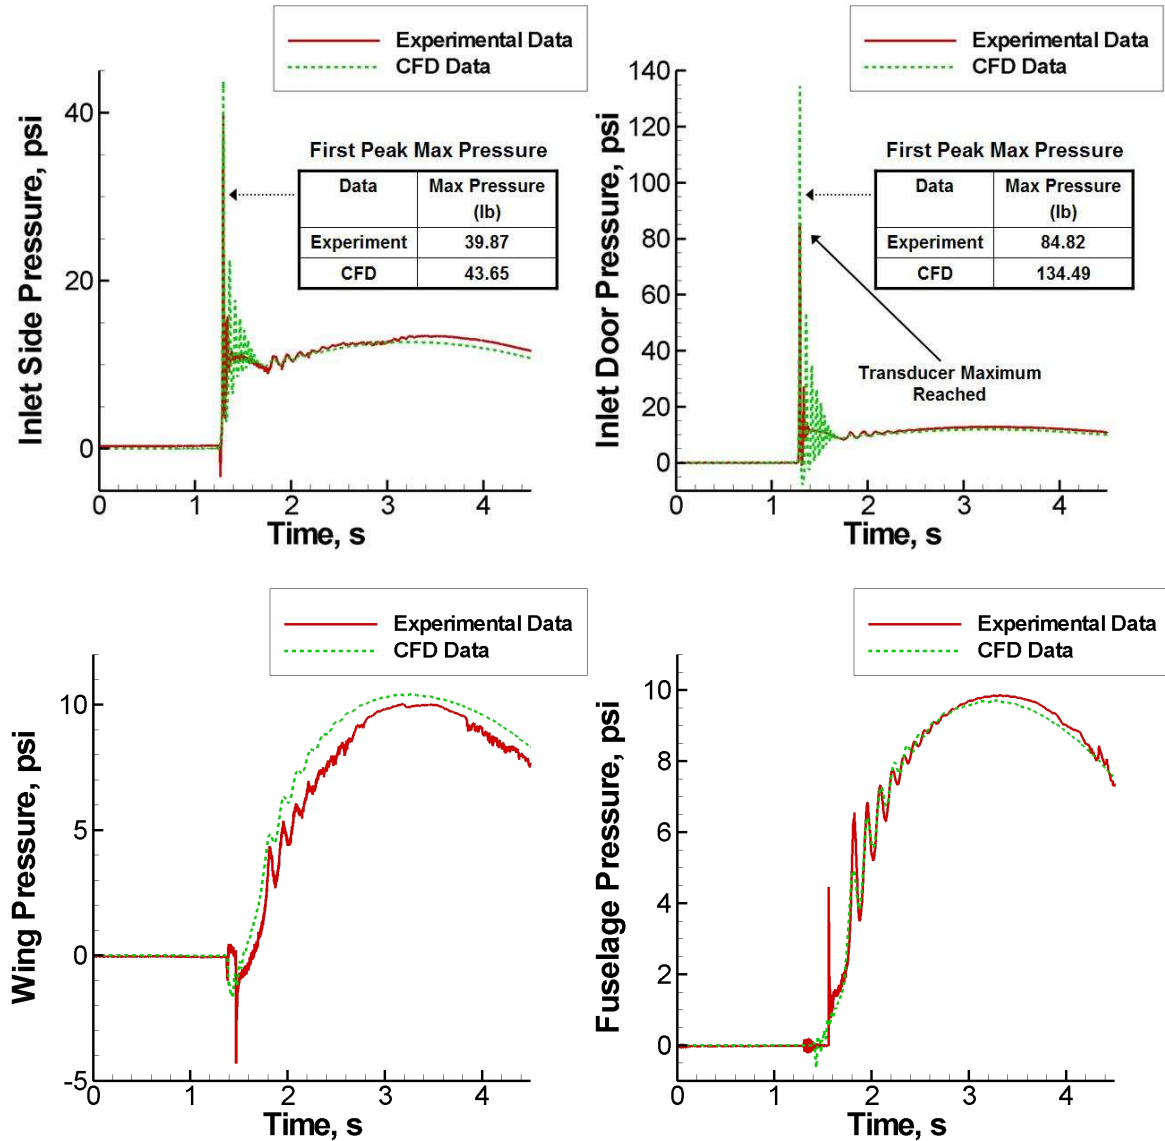 Experimental Data
CFD Data
40
20
0
0 1 2 3 4
Inlet Side Pressure, psi
Time, s
First Peak Max Pressure
Data Max Pressure
(lb)
Experiment 39.87
CFD 43.65
Experimental Data
CFD Data
140
120
100
80
60
40
20
0
-10
0 1 2 3 4
Inlet Door Pressure, psi
Time, s
First Peak Max Pressure
Data Max Pressure
(lb)
Experiment 84.82
CFD 134.49
Transducer Maximum
Reached
Experimental Data
CFD Data
10
5
0
-5
0 1 2 3 4
Wing Pressure, psi
Time, s
Experimental Data
CFD Data
10
8
6
4
2
0
0 1 2 3 4
Fuselage Pressure, psi
Time, s